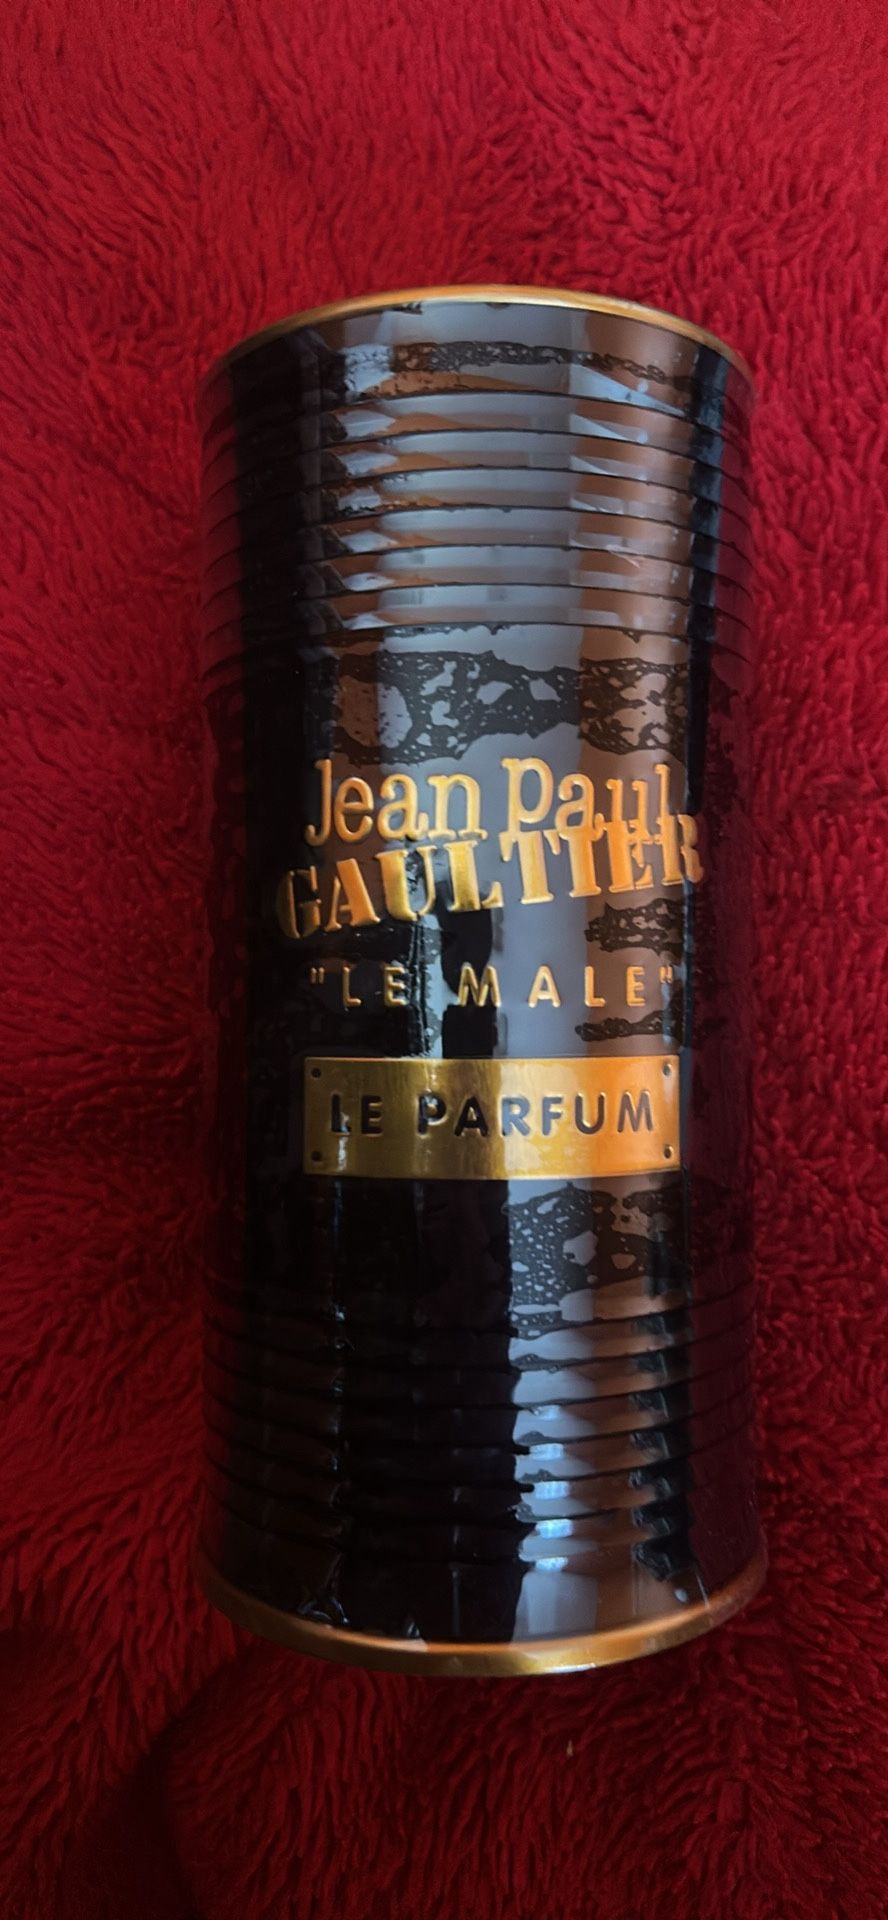 Jean Paul
GAULTIER
"LE MALE"
LE PARFUM